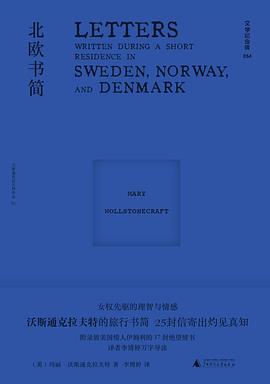 北欧书简
LETTERS
WRITTEN DURING A SHORT
RESIDENCE IN
SWEDEN, NORWAY,
AND DENMARK
文学纪念碑
054
MARY
WOLLSTONECRAFT
女权先驱的理智与情感
沃斯通克拉夫特的旅行书简 25封信寄出灼见真知
附录致美国情人伊姆利的77封绝望情书
译者李博婷万字导读
(英) 玛丽·沃斯通克拉夫特 著 李博婷 译